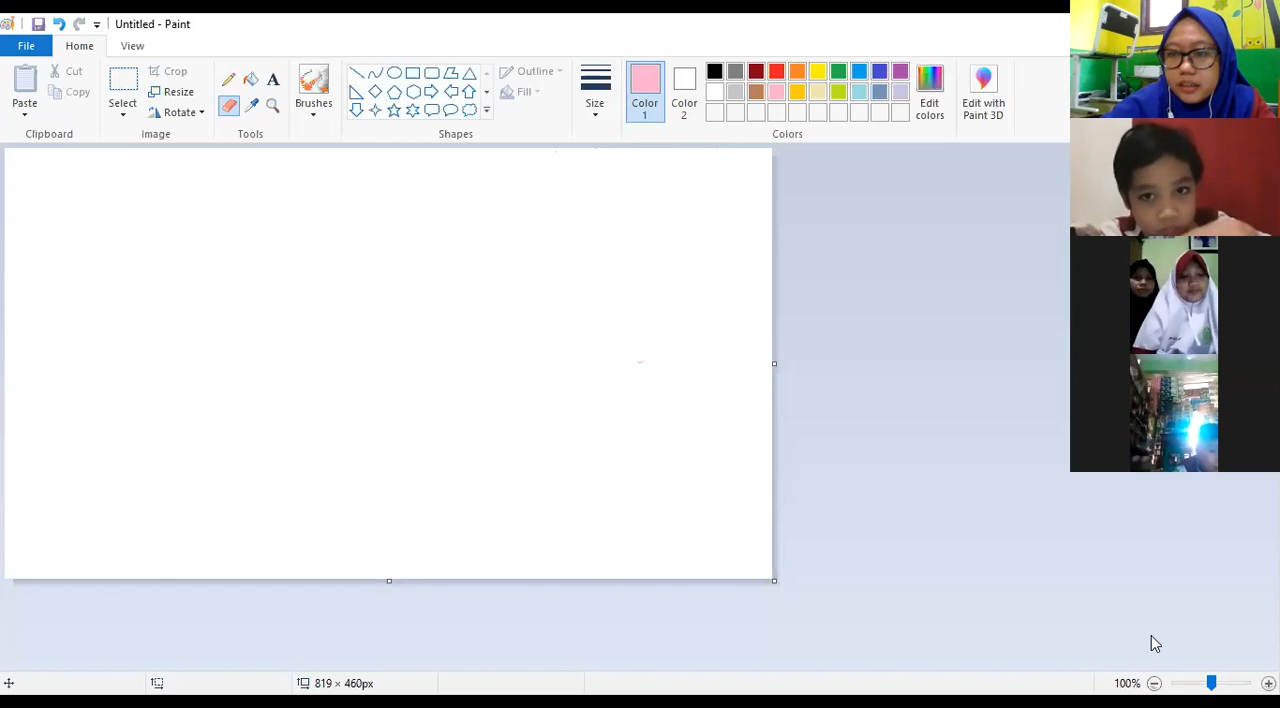 Untitled - Paint
File Home View
Paste
Cut
Copy
Clipboard
Select
Crop
Resize
Rotate
Image
A
Tools
Brushes
Shapes
Outline
Fill
Size
Color 1
Color 2
Edit colors
Colors
Edit with Paint 3D
819 × 460px
100%